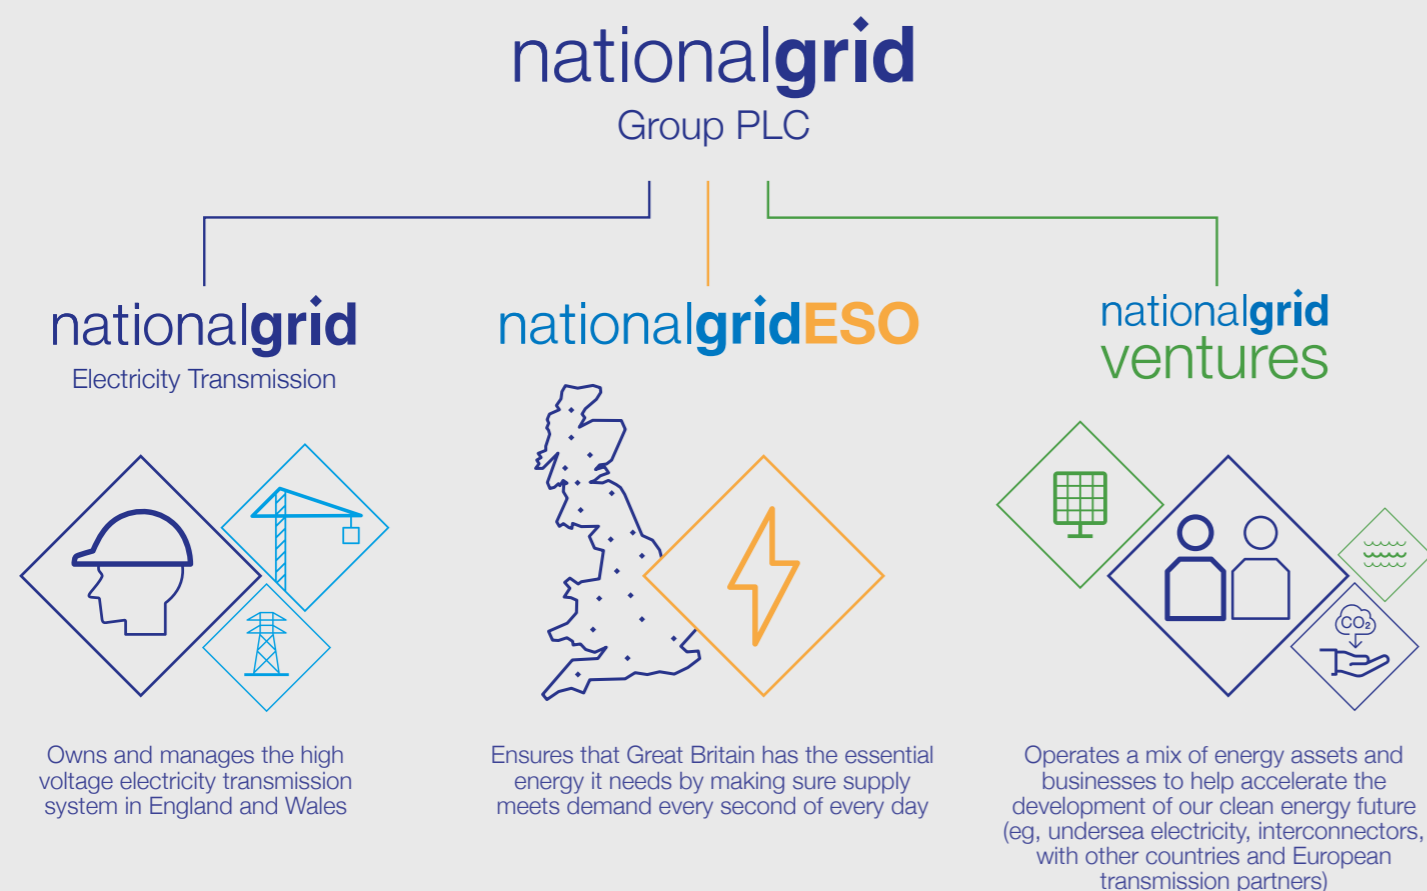 nationalgrid
Group PLC
nationalgrid
Electricity Transmission
nationalgridESO
nationalgrid
ventures
CO₂
Owns and manages the high
voltage electricity transmission
system in England and Wales
Ensures that Great Britain has the essential
energy it needs by making sure supply
meets demand every second of every day
Operates a mix of energy assets and
businesses to help accelerate the
development of our clean energy future
(eg, undersea electricity, interconnectors,
with other countries and European
transmission partners)